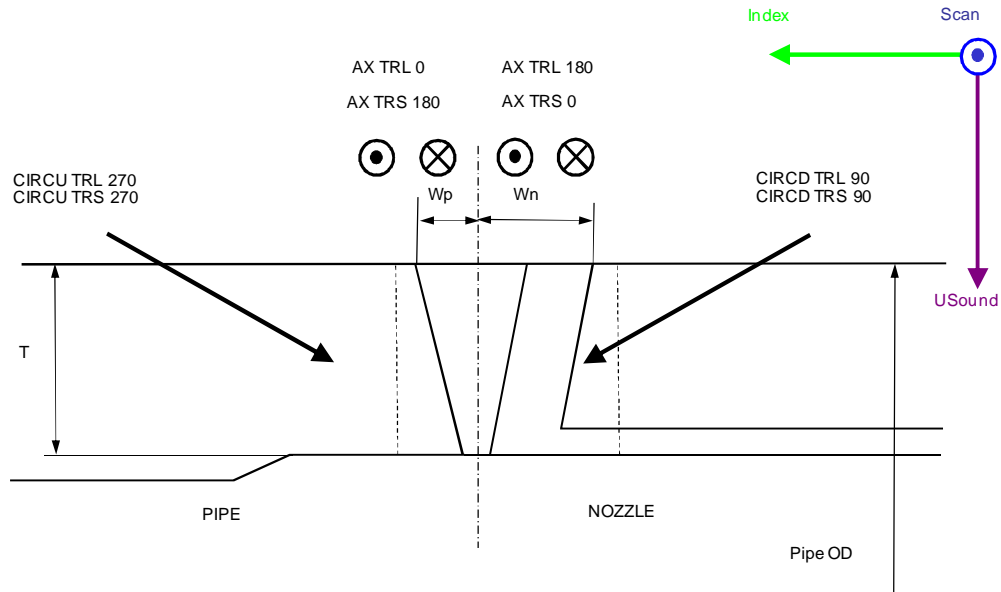 Index
Scan
AX TRL 0
AX TRL 180
AX TRS 180
AX TRS 0
CIRCU TRL 270
CIRCU TRS 270
Wp
Wn
CIRCD TRL 90
CIRCD TRS 90
USound
T
PIPE
NOZZLE
Pipe OD